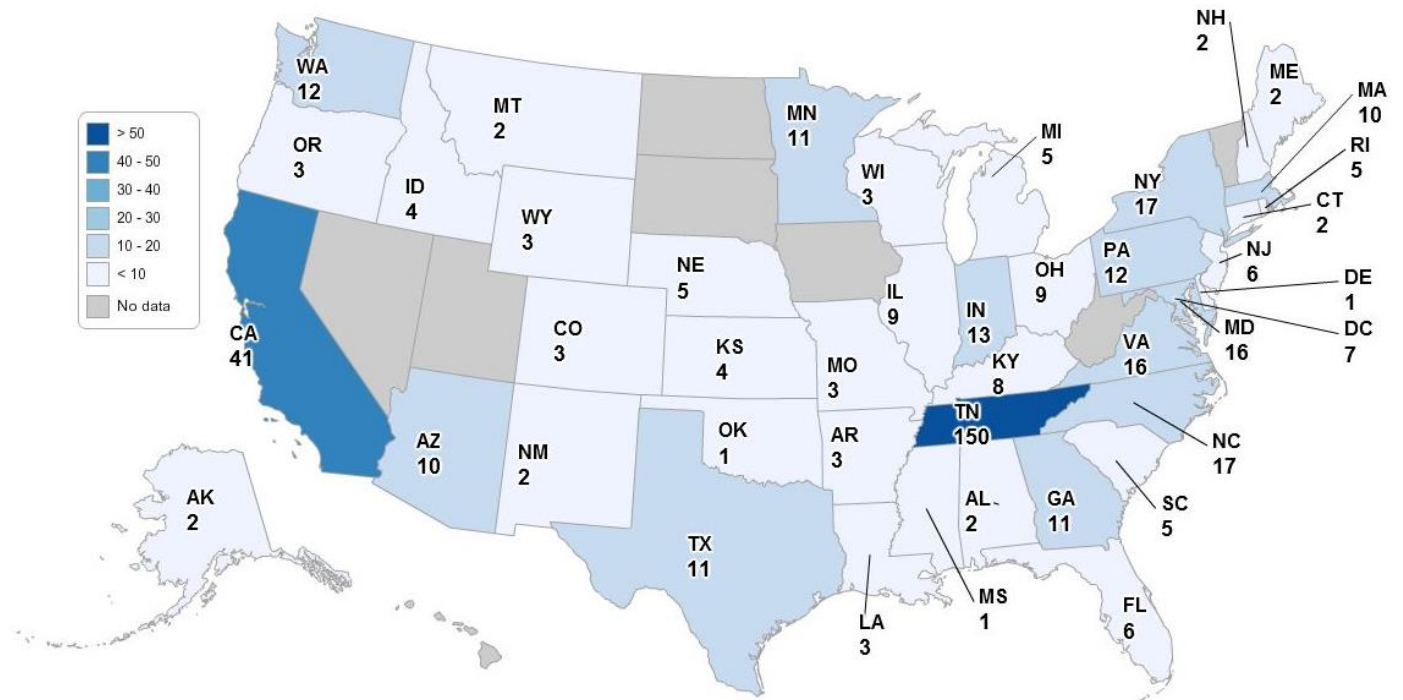 > 50
40 - 50
30 - 40
20 - 30
10 - 20
< 10
No data
WA
12
OR
3
CA
41
ID
4
MT
2
WY
3
AZ
10
NM
2
CO
3
NE
5
KS
4
OK
1
TX
11
MN
11
WI
3
MI
5
IL
9
IN
13
OH
9
MO
3
KY
8
TN
150
AR
3
LA
3
MS
1
AL
2
GA
11
FL
6
SC
5
NC
17
VA
16
MD
16
DC
7
DE
1
PA
12
NJ
6
NY
17
CT
2
RI
5
MA
10
NH
2
ME
2
AK
2